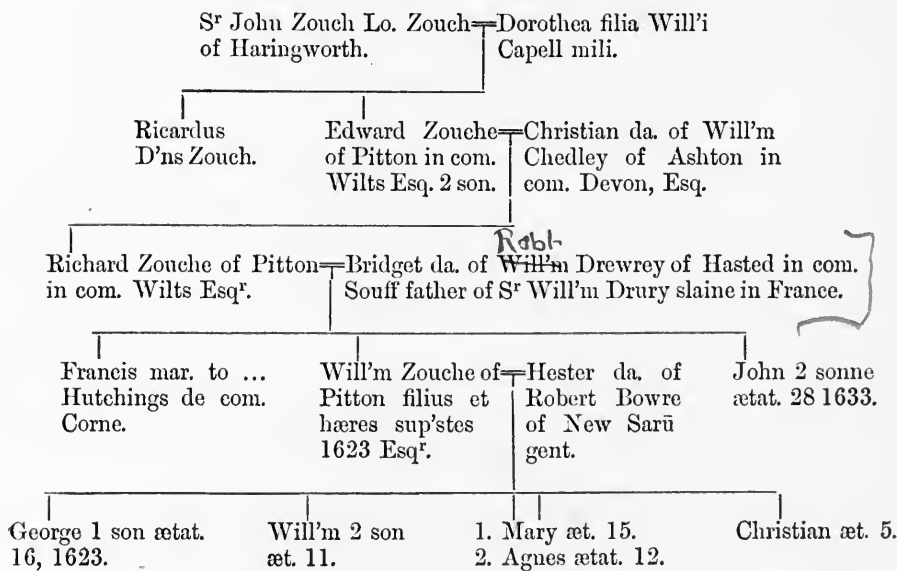 Sʳ John Zouch Lo. Zouch=Dorothea filia Will'i
of Haringworth. Capell mili.
Ricardus Edward Zouche=Christian da. of Will'm
D'ns Zouch. of Pitton in com. Chedley of Ashton in
Wilts Esq. 2 son. com. Devon, Esq.
Robt
Richard Zouche of Pitton=Bridget da. of Will'm Drewrey of Hasted in com.
in com. Wilts Esqʳ. Souff father of Sʳ Will'm Drury slaine in France.
Francis mar. to ... Will'm Zouche of=Hester da. of John 2 sonne
Hutchings de com. Pitton filius et Robert Bowre ætat. 28 1633.
Corne. hæres sup'stes of New Sarū
1623 Esqʳ. gent.
George 1 son ætat. Will'm 2 son 1. Mary æt. 15. Christian æt. 5.
16, 1623. æt. 11. 2. Agnes ætat. 12.